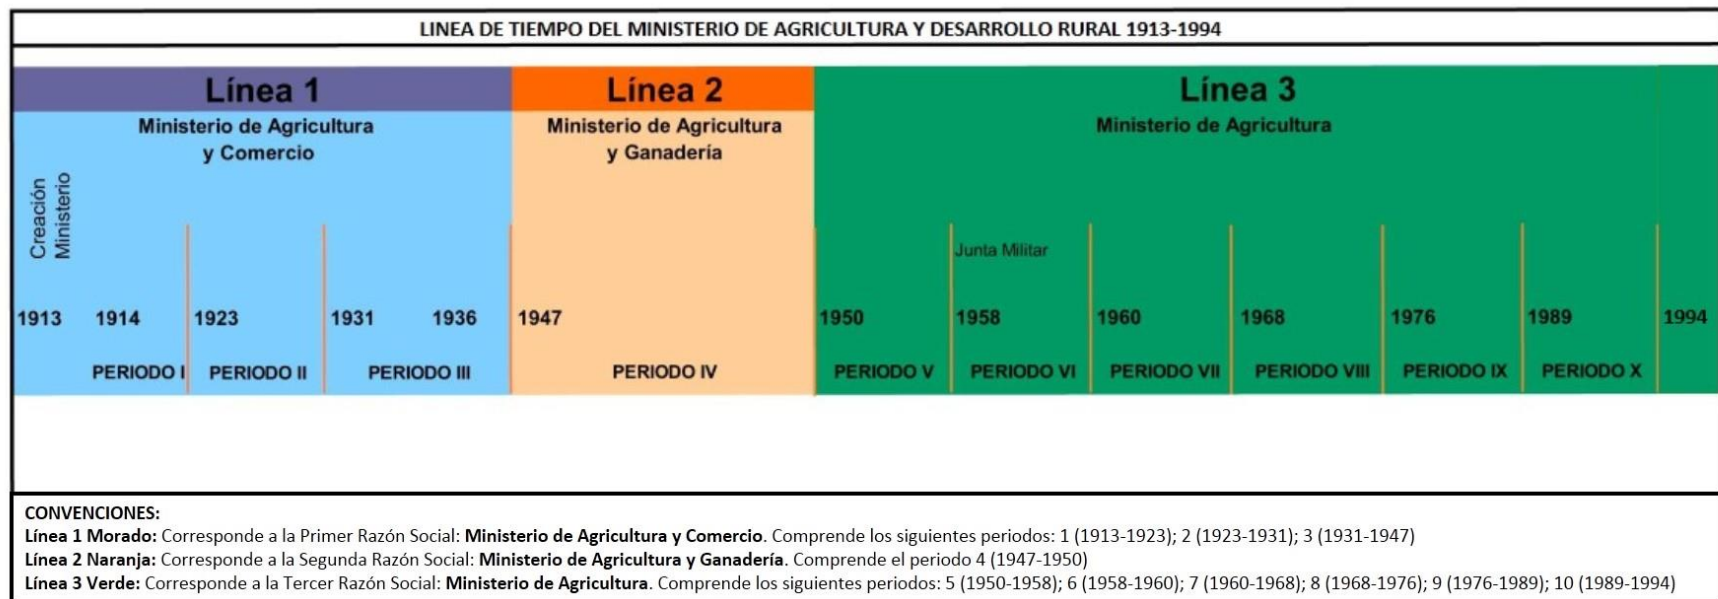 LINEA DE TIEMPO DEL MINISTERIO DE AGRICULTURA Y DESARROLLO RURAL 1913-1994
Línea 1
Línea 2
Línea 3
Ministerio de Agricultura
y Comercio
Ministerio de Agricultura
y Ganadería
Ministerio de Agricultura
Creación
Ministerio
Junta Militar
1913 1914 1923 1931 1936 1947 1950 1958 1960 1968 1976 1989 1994
PERIODO I PERIODO II PERIODO III PERIODO IV PERIODO V PERIODO VI PERIODO VII PERIODO VIII PERIODO IX PERIODO X
CONVENCIONES:
Línea 1 Morado: Corresponde a la Primer Razón Social: Ministerio de Agricultura y Comercio. Comprende los siguientes periodos: 1 (1913-1923); 2 (1923-1931); 3 (1931-1947)
Línea 2 Naranja: Corresponde a la Segunda Razón Social: Ministerio de Agricultura y Ganadería. Comprende el periodo 4 (1947-1950)
Línea 3 Verde: Corresponde a la Tercer Razón Social: Ministerio de Agricultura. Comprende los siguientes periodos: 5 (1950-1958); 6 (1958-1960); 7 (1960-1968); 8 (1968-1976); 9 (1976-1989); 10 (1989-1994)